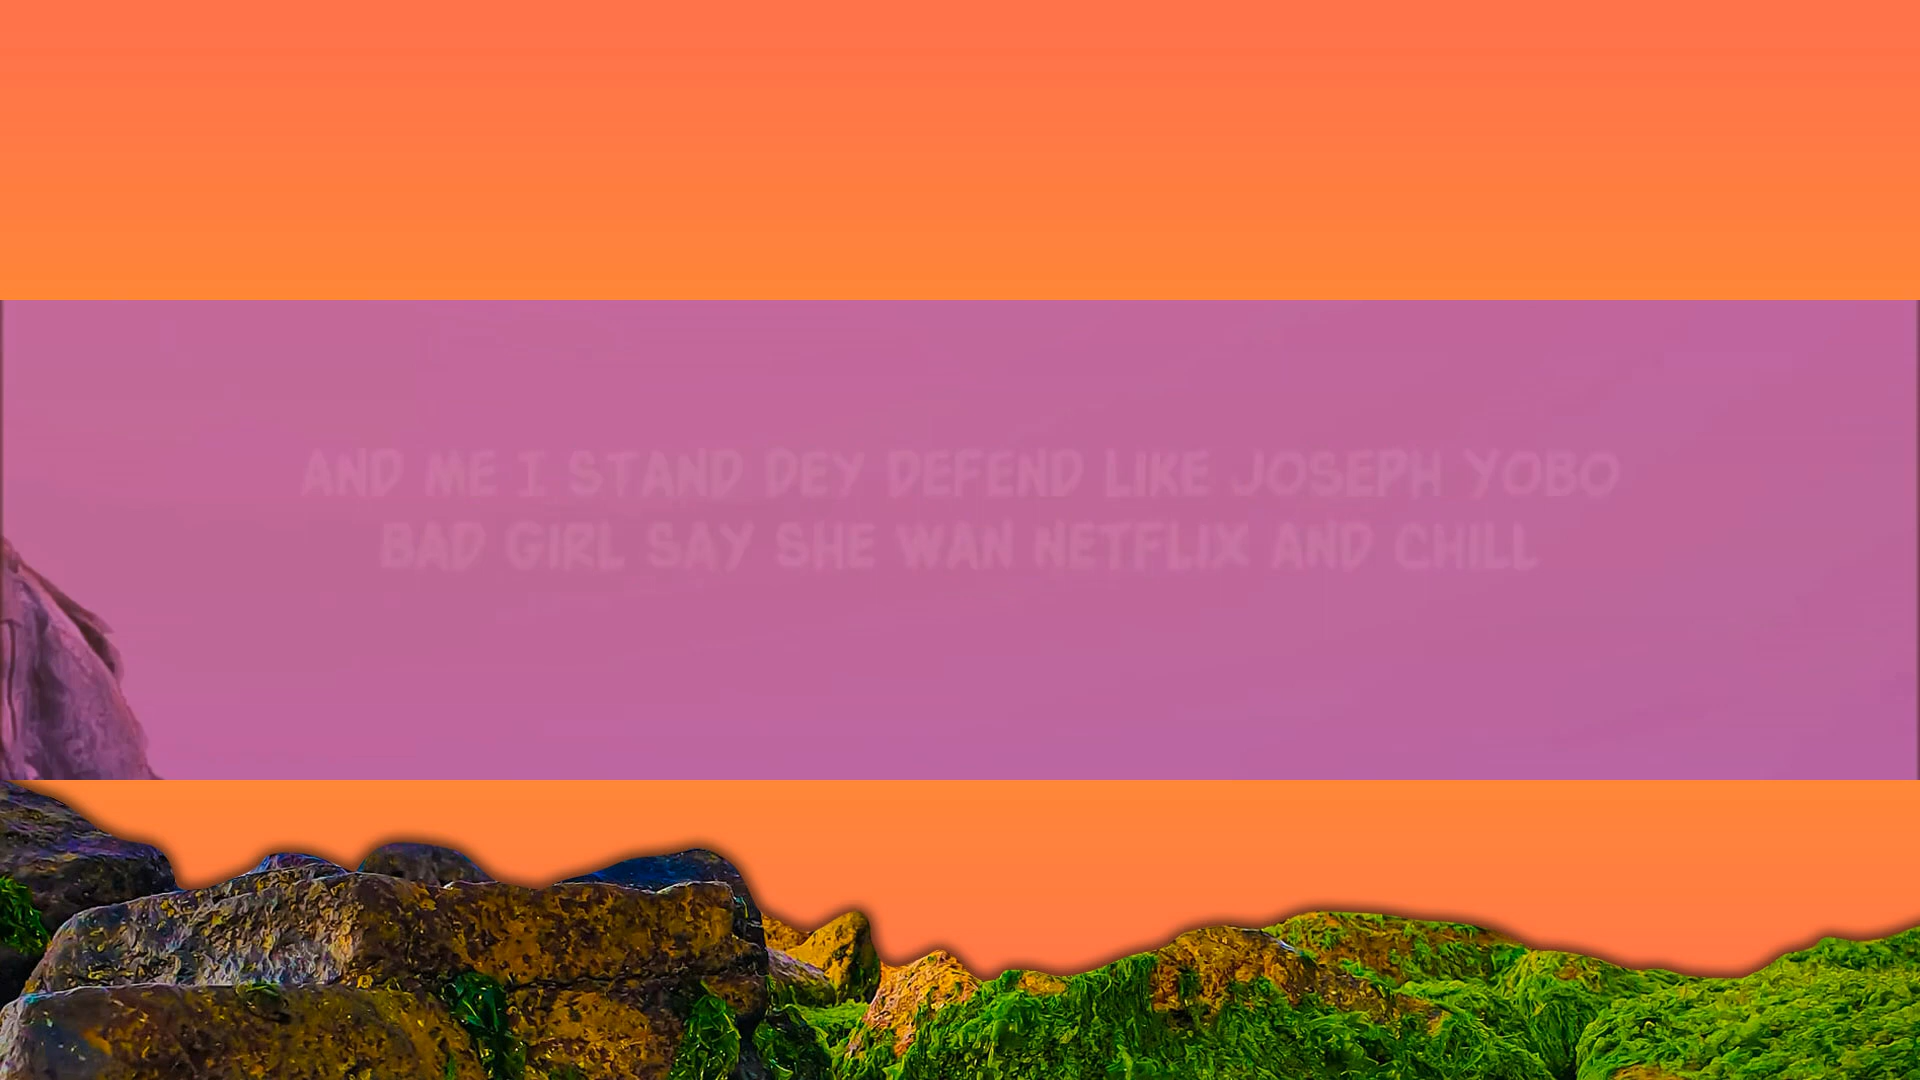 AND ME I STAND DEY DEFEND LIKE JOSEPH YOBO
BAD GIRL SAY SHE WAN NETFLIX AND CHILL